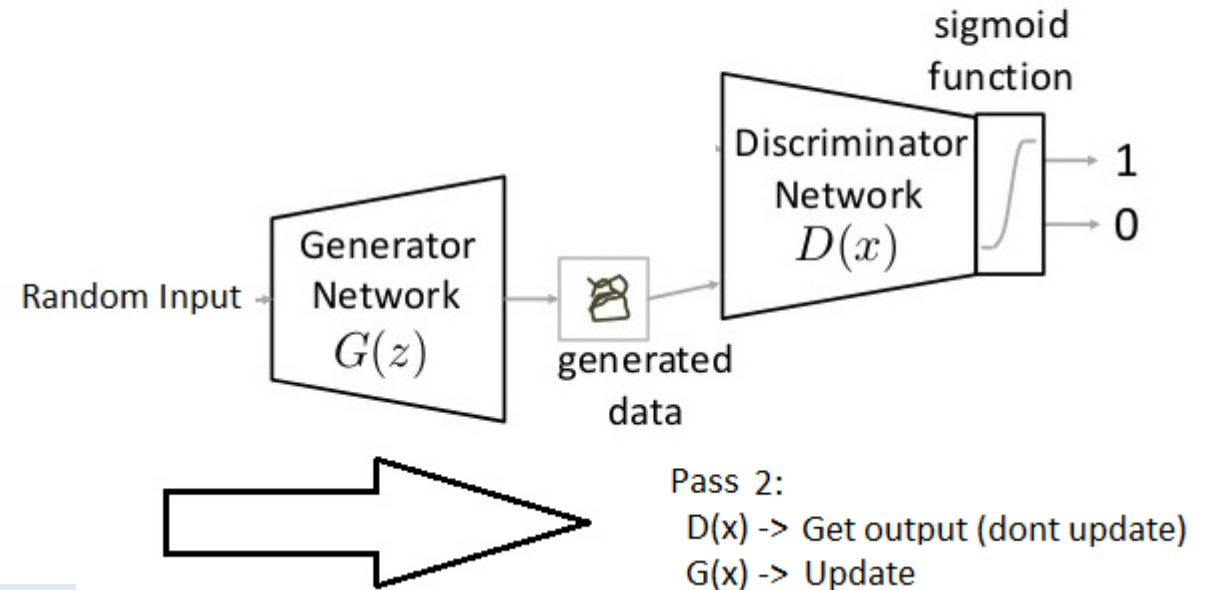 sigmoid
function
Discriminator
Network
D(x)
1
0
Generator
Network
G(z)
Random Input
generated
data
Pass 2:
D(x) -> Get output (dont update)
G(x) -> Update